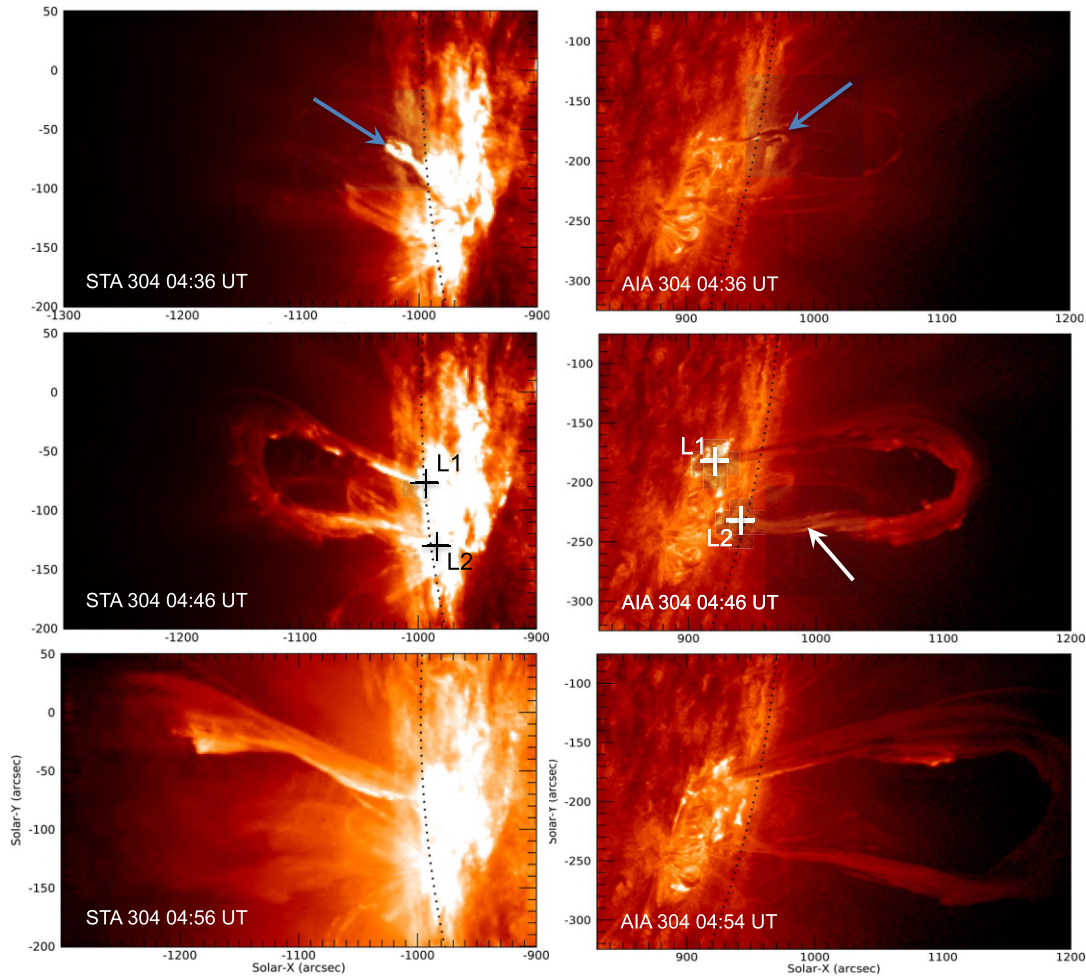 50
0
-50
-100
-150
-200
-1300 -1200 -1100 -1000 -900
STA 304 04:36 UT
-100
-150
-200
-250
-300
900 1000 1100 1200
AIA 304 04:36 UT
50
0
-50
-100
-150
-200
-1200 -1100 -1000 -900
L1
L2
STA 304 04:46 UT
-100
-150
-200
-250
-300
900 1000 1100 1200
L1
L2
AIA 304 04:46 UT
50
0
-50
-100
-150
-200
-1200 -1100 -1000 -900
Solar-Y (arcsec)
Solar-X (arcsec)
STA 304 04:56 UT
-100
-150
-200
-250
-300
900 1000 1100 1200
Solar-Y (arcsec)
Solar-X (arcsec)
AIA 304 04:54 UT